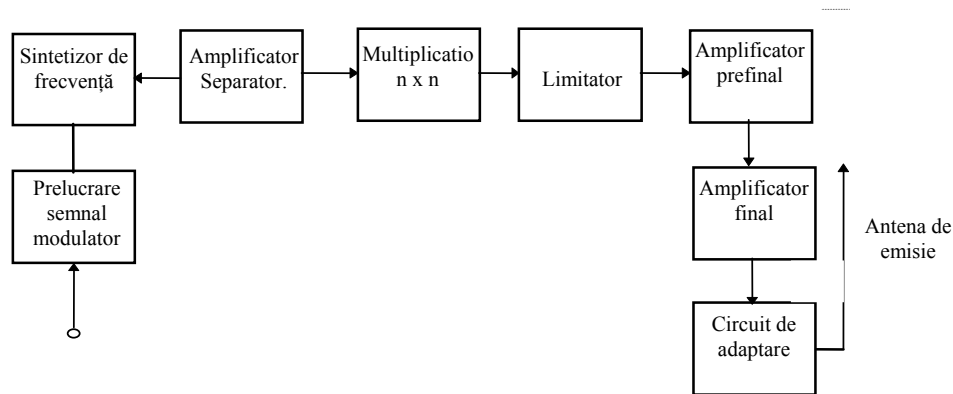 Sintetizor de
frecvență
Amplificator
Separator.
Multiplicatio
n x n
Limitator
Amplificator
prefinal
Prelucrare
semnal
modulator
Amplificator
final
Antena de
emisie
Circuit de
adaptare